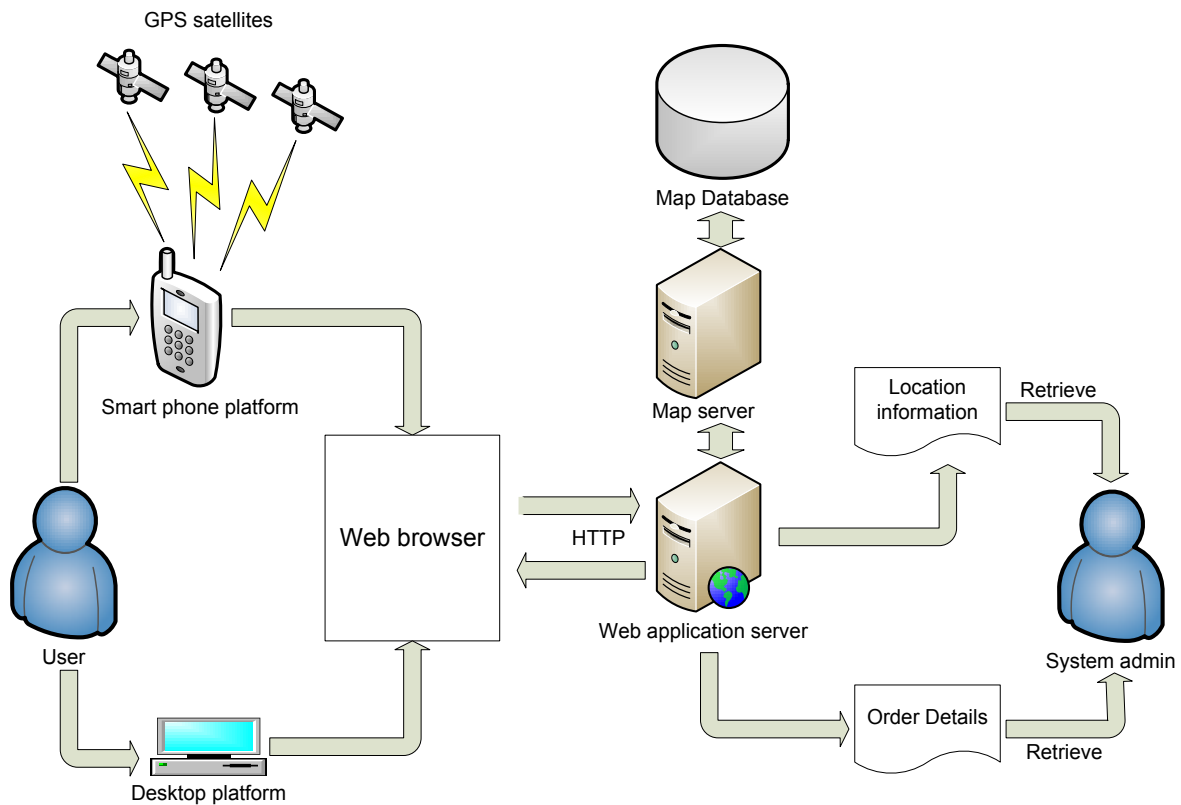 GPS satellites
Map Database
Smart phone platform
Map server
Location
information
Retrieve
Web browser
HTTP
User
Web application server
System admin
Order Details
Retrieve
Desktop platform